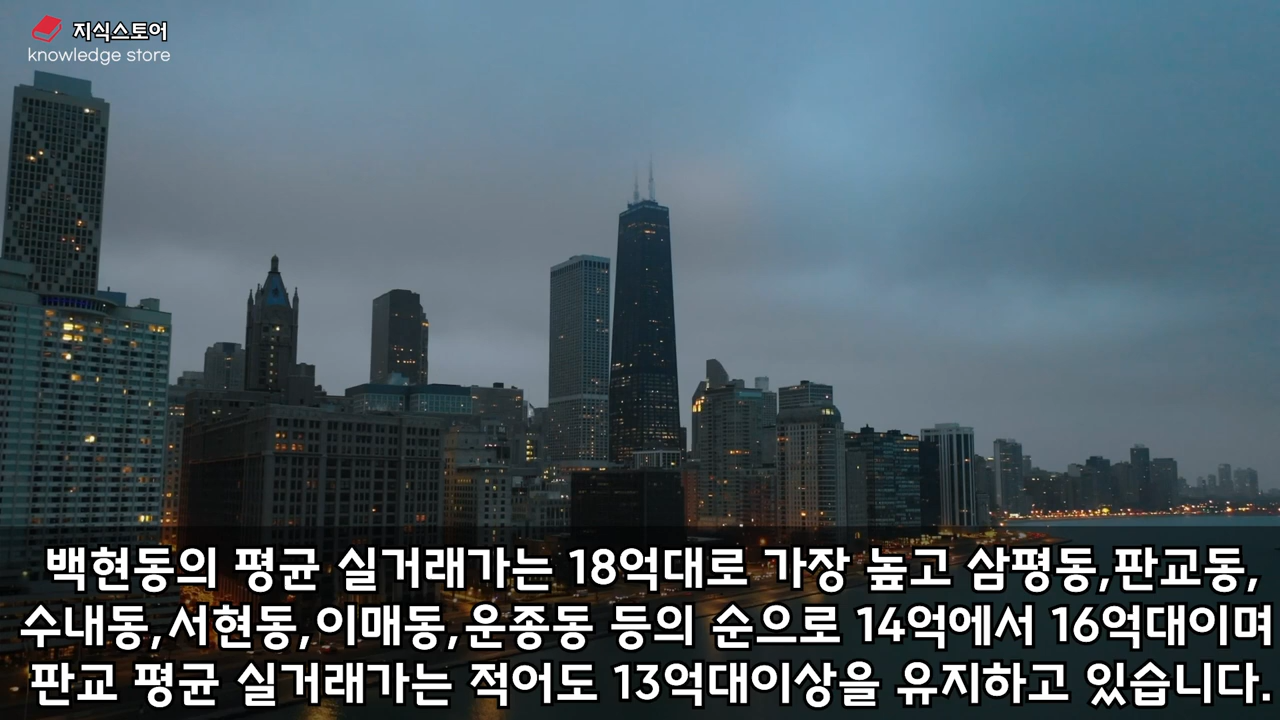 지식스토어
knowledge store
백현동의 평균 실거래가는 18억대로 가장 높고 삼평동,판교동,
수내동,서현동,이매동,운종동 등의 순으로 14억에서 16억대이며
판교 평균 실거래가는 적어도 13억대이상을 유지하고 있습니다.